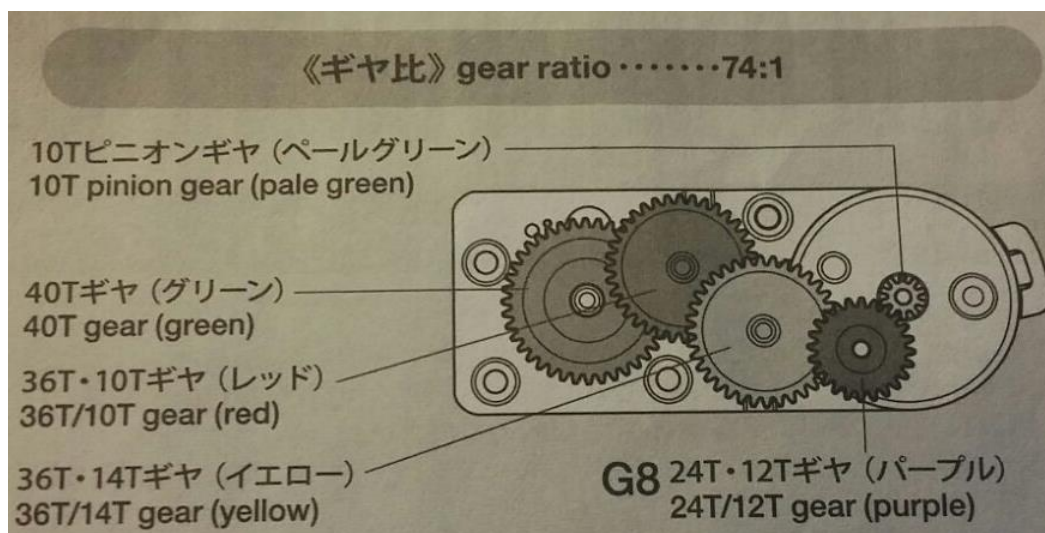 《ギヤ比》gear ratio ······· 74:1
10Tピニオンギヤ（ペールグリーン）
10T pinion gear (pale green)
40Tギヤ（グリーン）
40T gear (green)
36T・10Tギヤ（レッド）
36T/10T gear (red)
36T・14Tギヤ（イエロー）
36T/14T gear (yellow)
G8 24T・12Tギヤ（パープル）
24T/12T gear (purple)